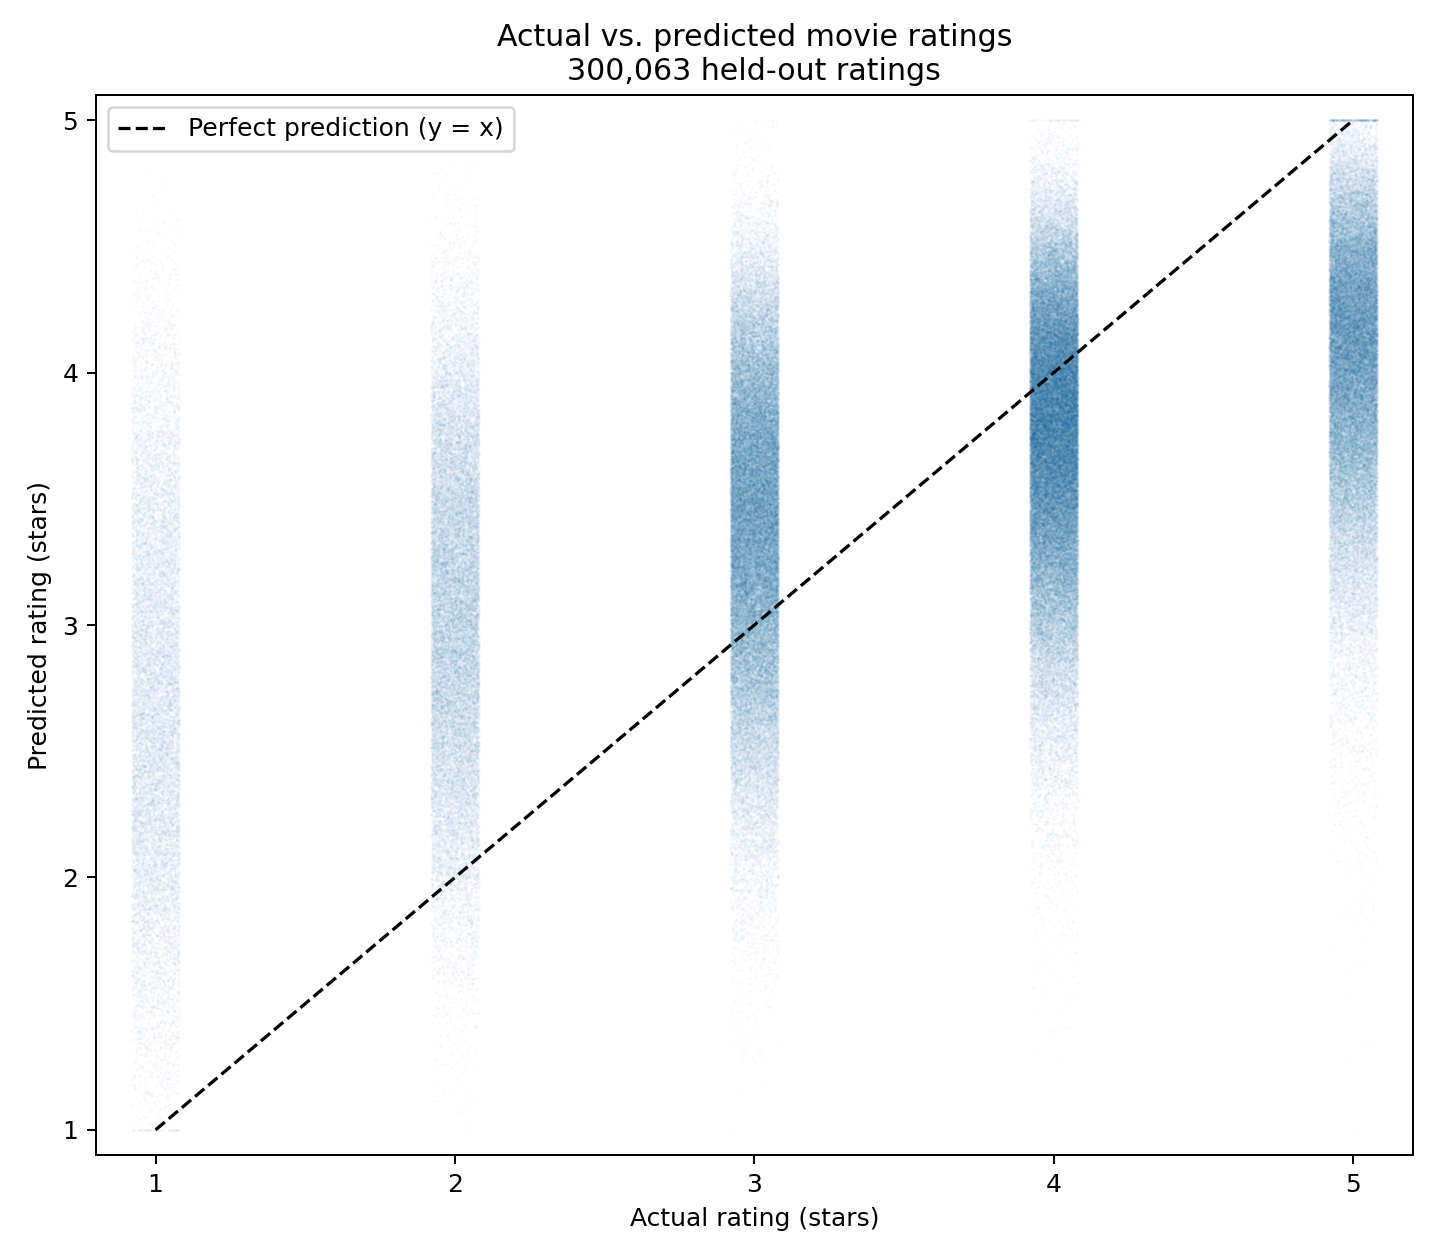 Actual vs. predicted movie ratings
300,063 held-out ratings
Perfect prediction (y = x)
5
4
3
2
1
Predicted rating (stars)
1 2 3 4 5
Actual rating (stars)